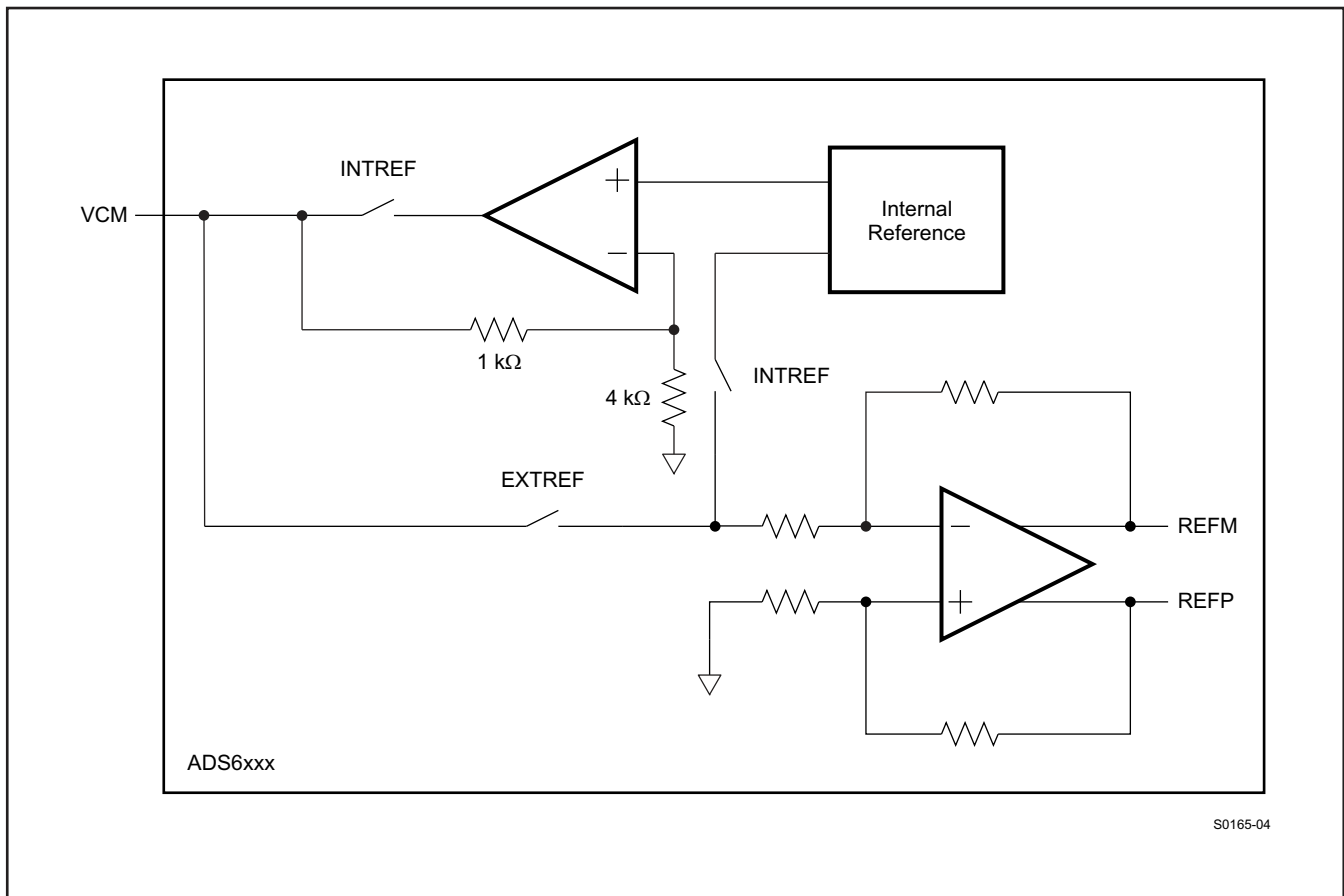 INTREF
VCM
+
−
Internal
Reference
1 kΩ
4 kΩ
INTREF
EXTREF
−
REFM
+
REFP
ADS6xxx
S0165-04